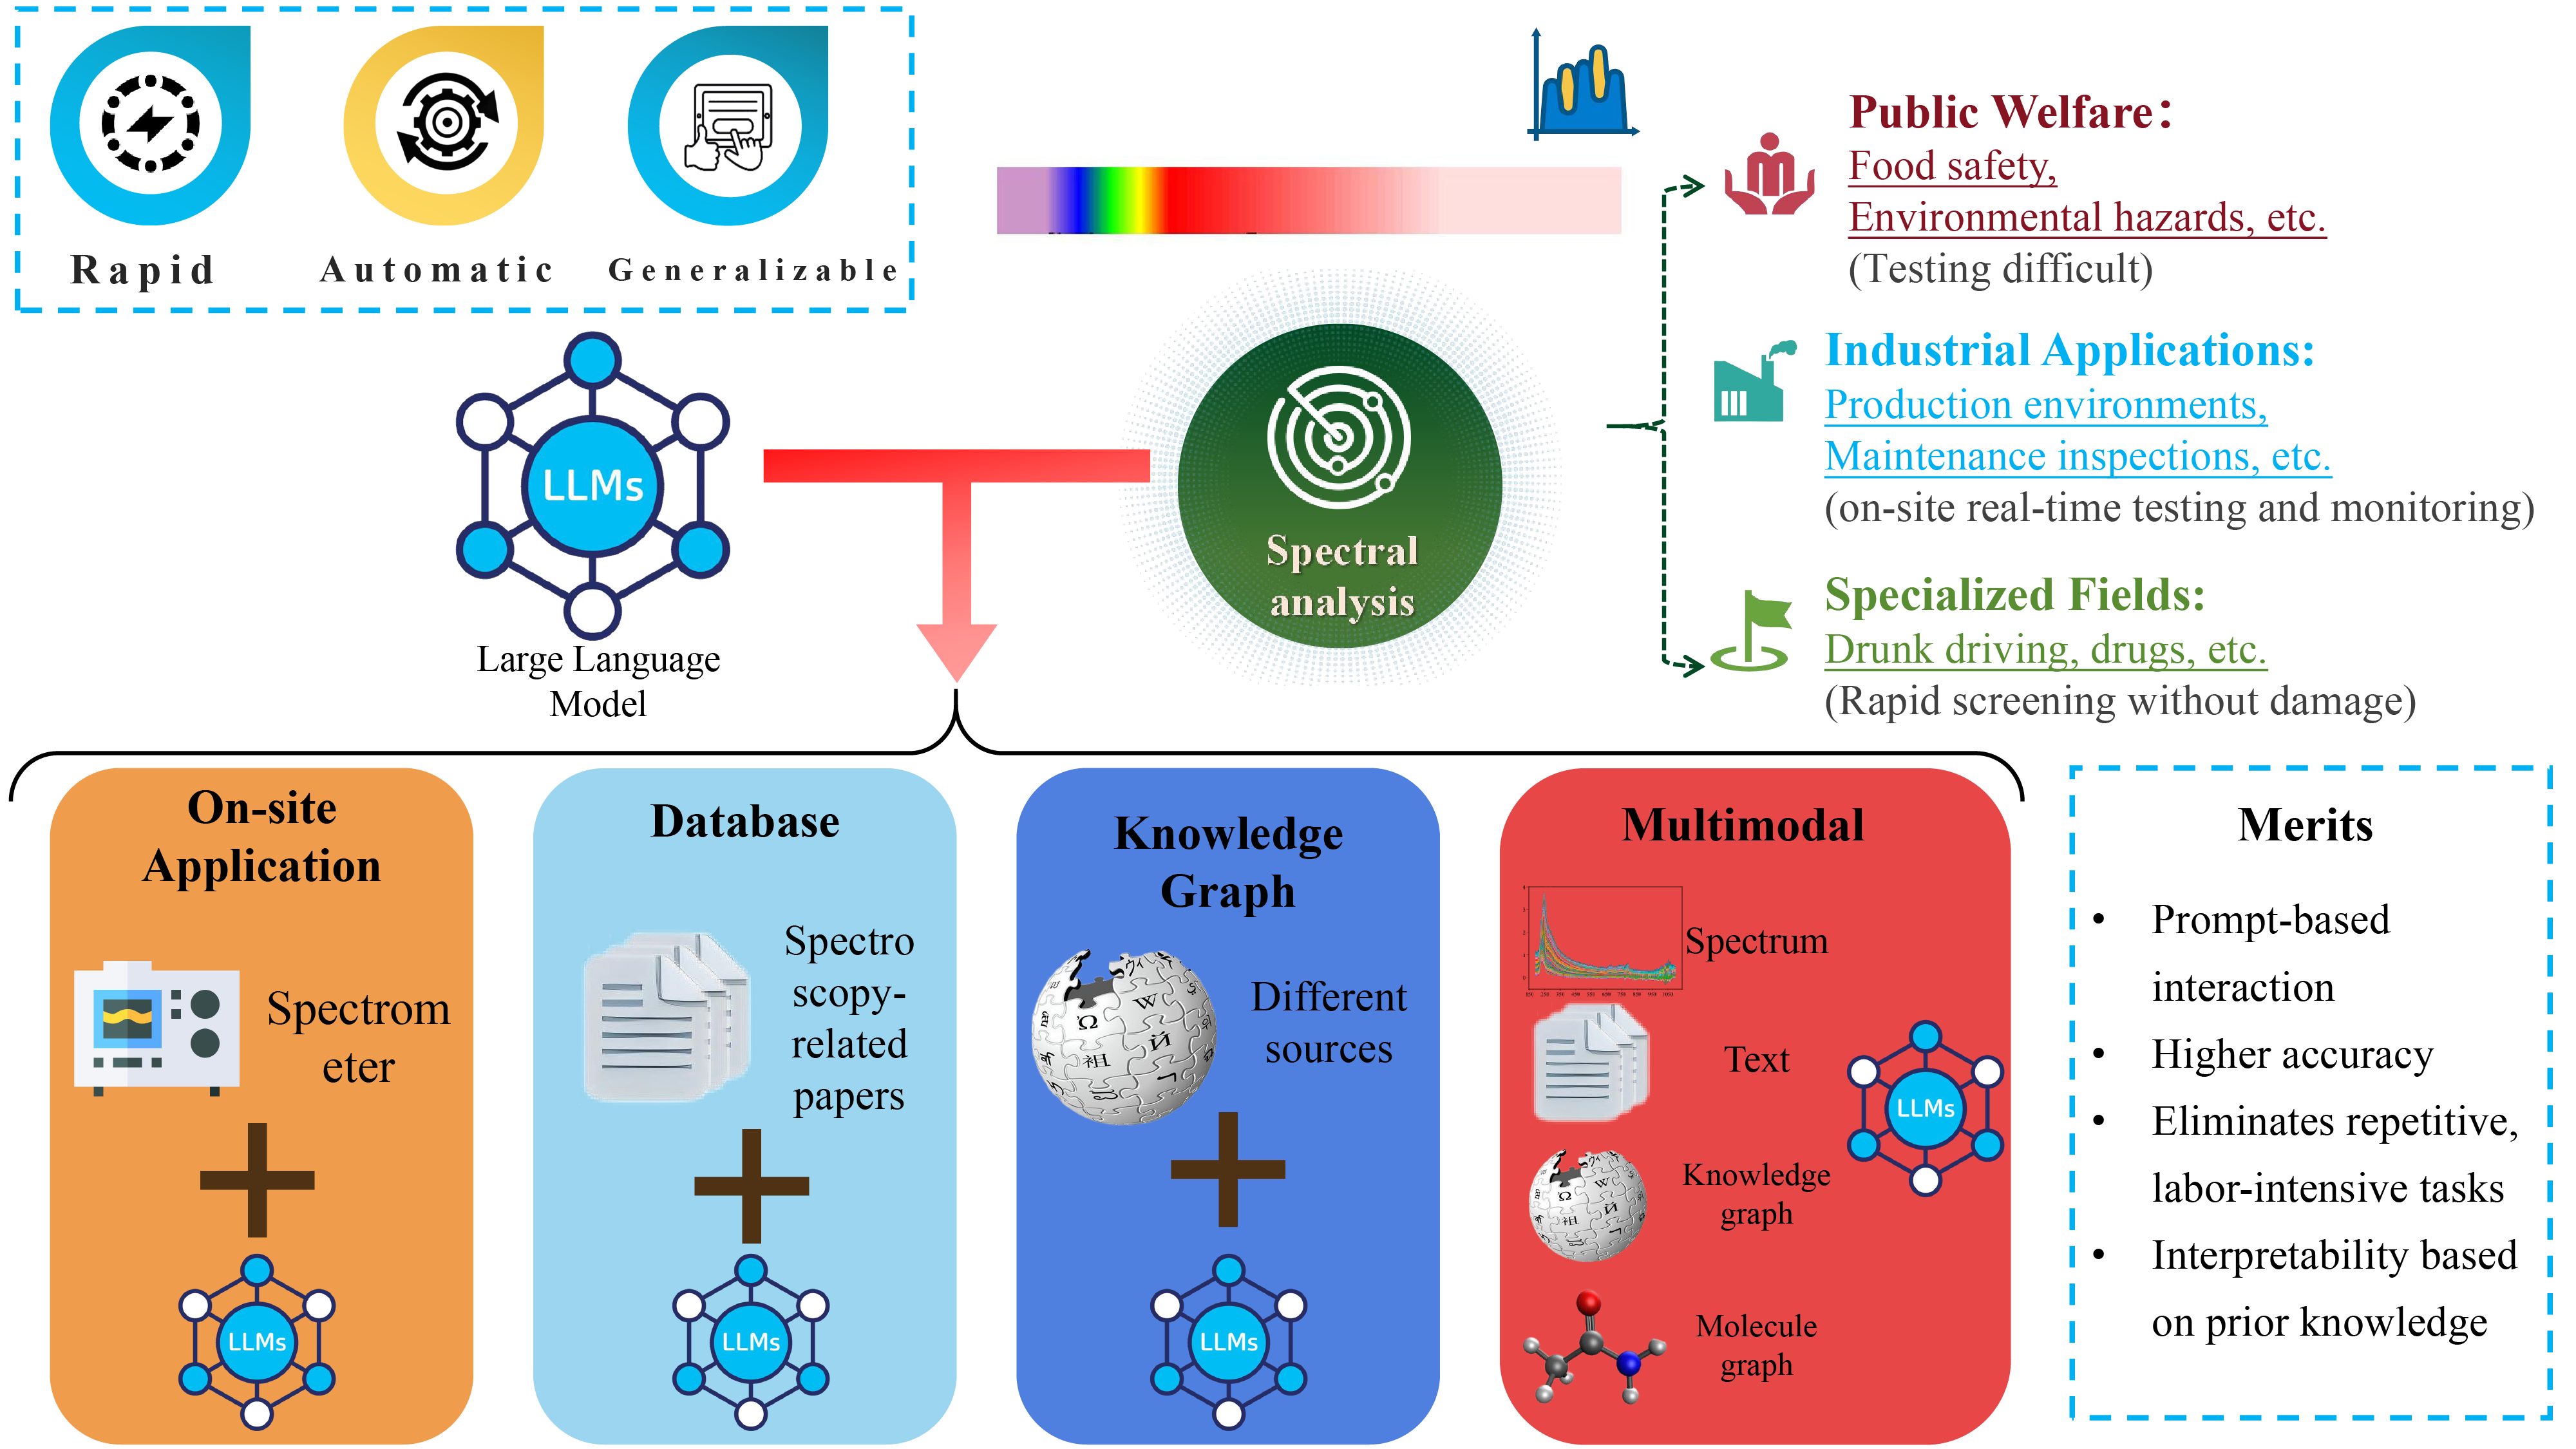 Rapid
Automatic
Generalizable
LLMs
Large Language
Model
Spectral
analysis
Public Welfare:
Food safety,
Environmental hazards, etc.
(Testing difficult)
Industrial Applications:
Production environments,
Maintenance inspections, etc.
(on-site real-time testing and monitoring)
Specialized Fields:
Drunk driving, drugs, etc.
(Rapid screening without damage)
On-site
Application
Spectrom
eter
LLMs
Database
Spectro
scopy-
related
papers
LLMs
Knowledge
Graph
Different
sources
LLMs
Multimodal
Spectrum
Text
Knowledge
graph
Molecule
graph
LLMs
Merits
• Prompt-based
interaction
• Higher accuracy
• Eliminates repetitive,
labor-intensive tasks
• Interpretability based
on prior knowledge